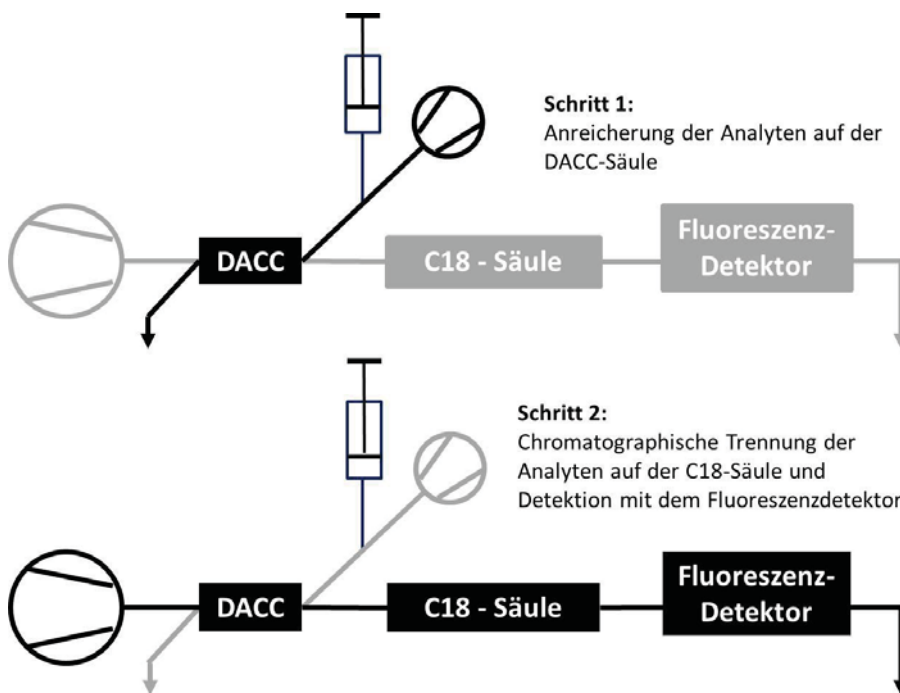 Schritt 1:
Anreicherung der Analyten auf der
DACC-Säule
DACC
C18 - Säule
Fluoreszenz-
Detektor
Schritt 2:
Chromatographische Trennung der
Analyten auf der C18-Säule und
Detektion mit dem Fluoreszenzdetektor
DACC
C18 - Säule
Fluoreszenz-
Detektor